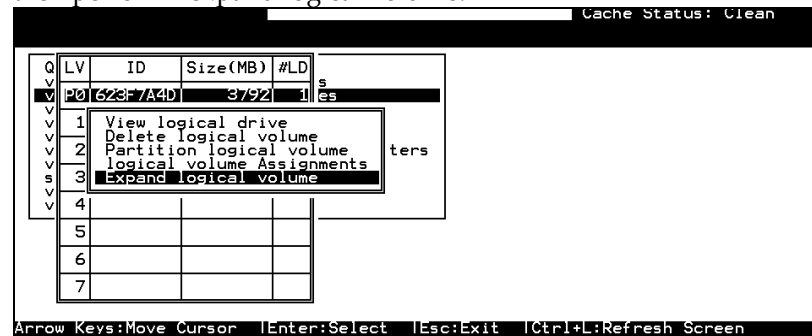 Cache Status: Clean
Q LV ID Size(MB) #LD
v s
v P0 623F7A4D 3792 1 es
v
v 1 View logical drive
Delete logical volume
v 2 Partition logical volume ters
v logical volume Assignments
s 3 Expand logical volume
v
v 4
5
6
7
Arrow Keys:Move Cursor |Enter:Select |Esc:Exit |Ctrl+L:Refresh Screen